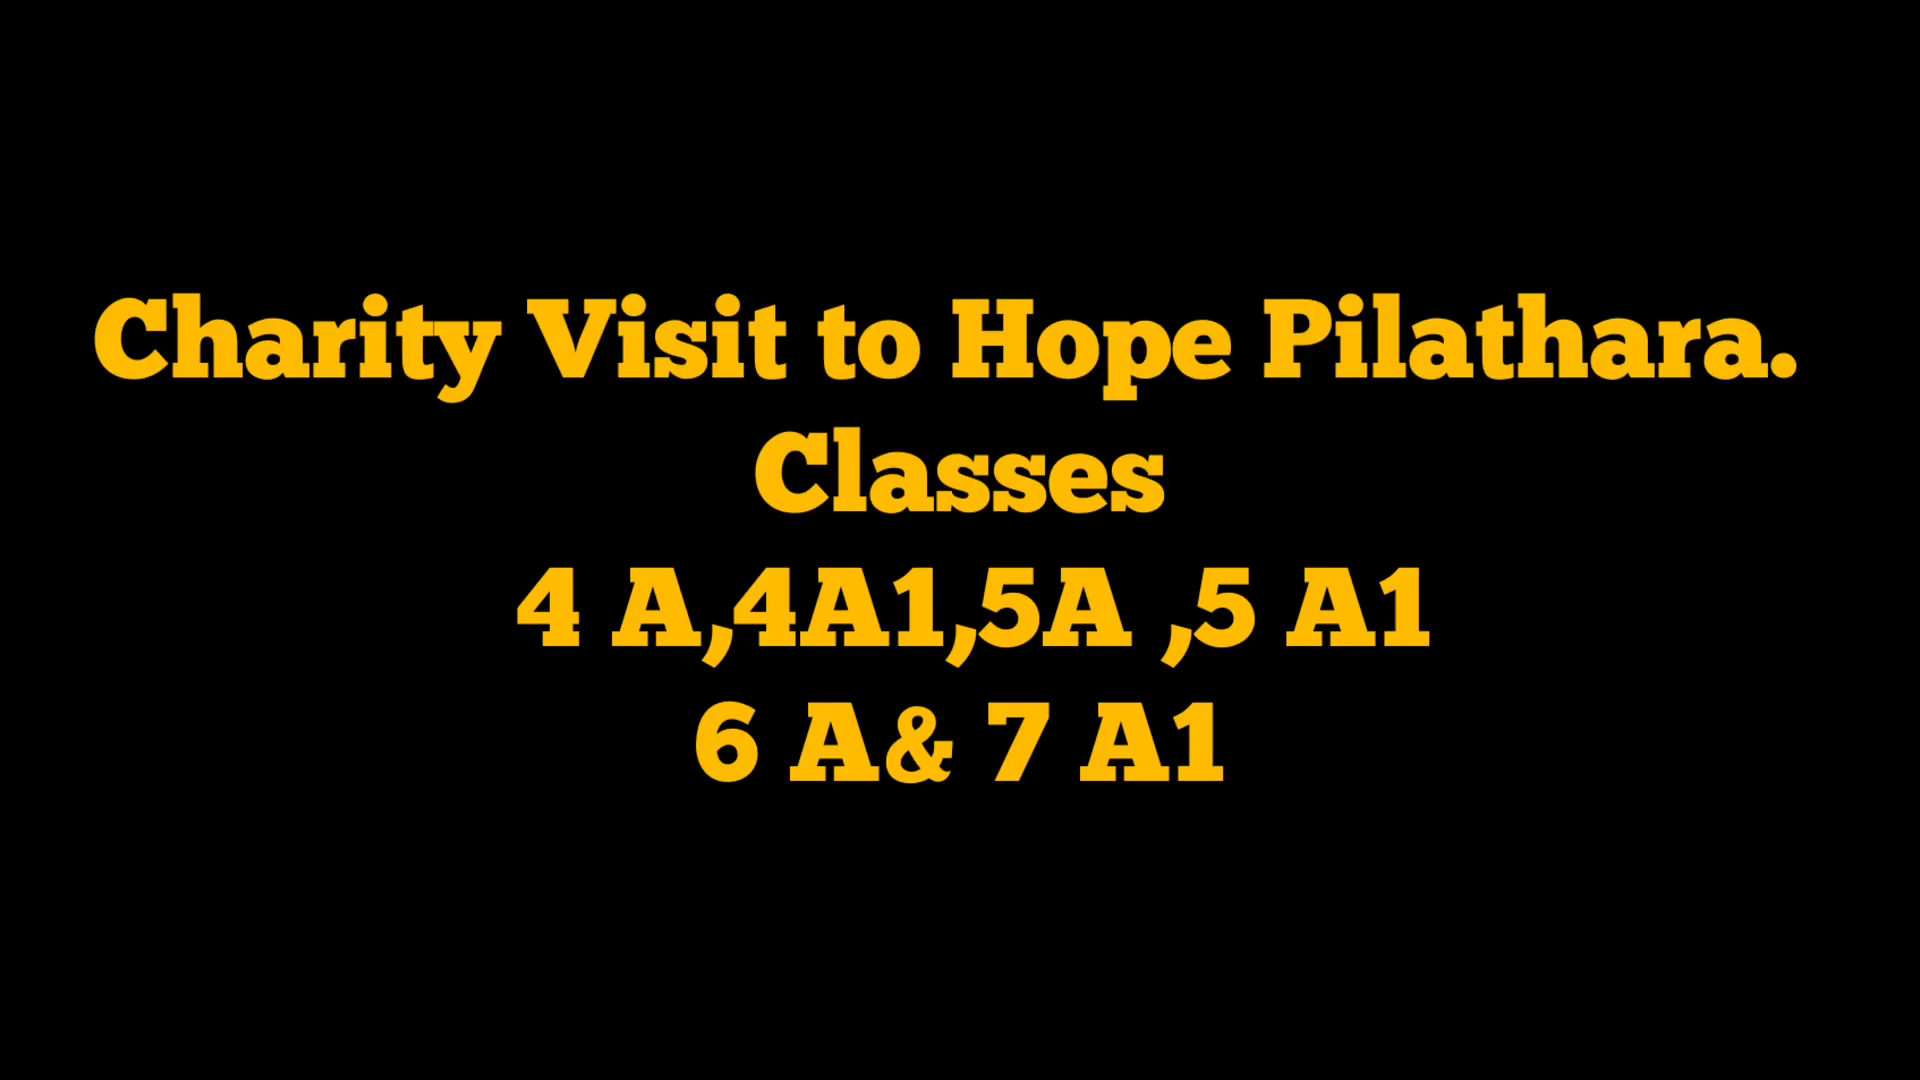 Charity Visit to Hope Pilathara.
Classes
4 A,4A1,5A ,5 A1
6 A& 7 A1